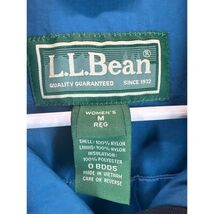 L.L.Bean®
QUALITY GUARANTEED SINCE 1912
WOMEN'S
M
REG
SHELL: 100% NYLON
LINING: 100% NYLON
INSULATION:
100% POLYESTER
0 BDD5
MADE IN VIETNAM
CARE ON REVERSE